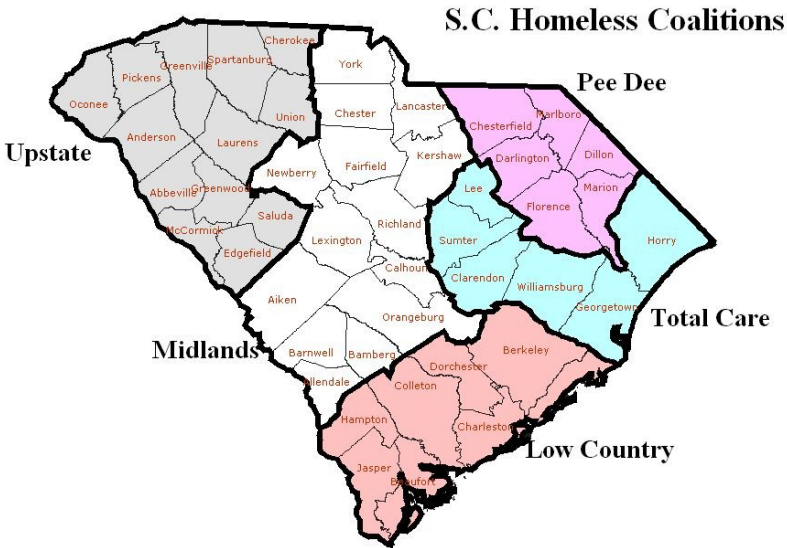 S.C. Homeless Coalitions
Cherokee
Greenville
Spartanburg
York
Pickens
Pee Dee
Oconee
Lancaster
Union
Chester
Marlboro
Chesterfield
Anderson
Laurens
Upstate
Kershaw
Dillon
Darlington
Fairfield
Newberry
Abbeville
Greenwood
Lee
Marion
Florence
Saluda
McCormick
Richland
Lexington
Sumter
Horry
Edgefield
Calhoun
Clarendon
Williamsburg
Aiken
Georgetown
Orangeburg
Total Care
Midlands
Barnwell
Bamberg
Berkeley
Dorchester
Allendale
Colleton
Hampton
Charleston
Low Country
Jasper
Beaufort